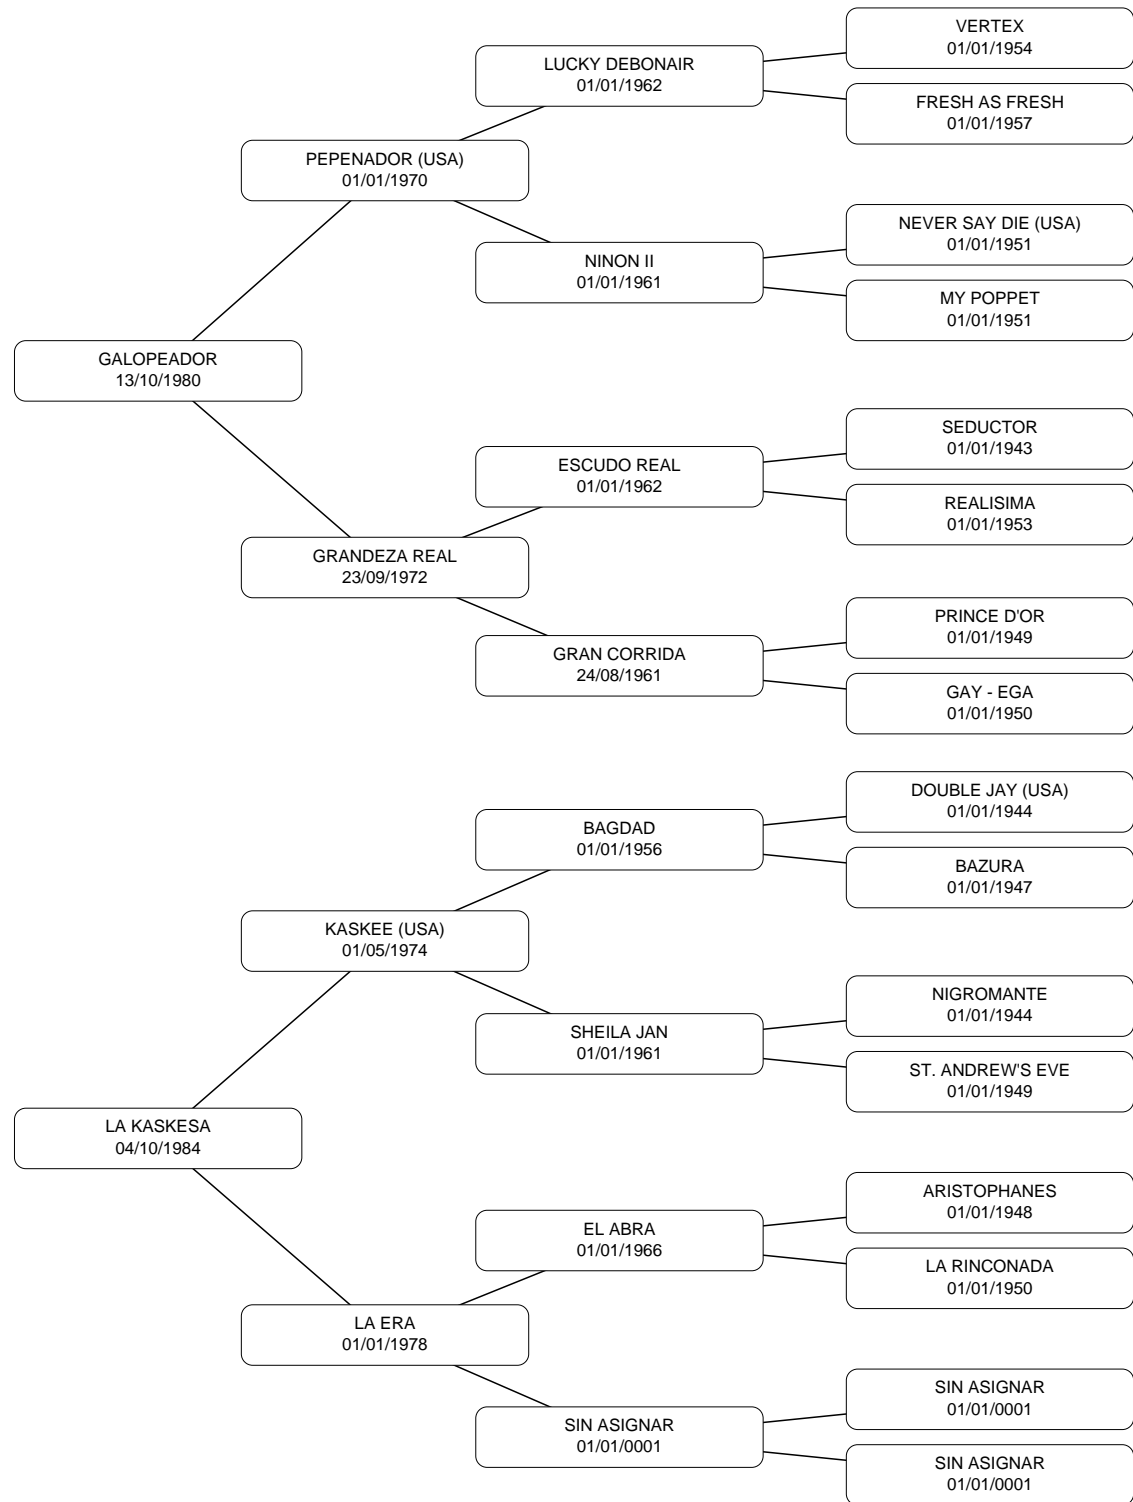 VERTEX
01/01/1954
LUCKY DEBONAIR
01/01/1962
FRESH AS FRESH
01/01/1957
PEPENADOR (USA)
01/01/1970
NEVER SAY DIE (USA)
01/01/1951
NINON II
01/01/1961
MY POPPET
01/01/1951
GALOPEADOR
13/10/1980
SEDUCTOR
01/01/1943
ESCUDO REAL
01/01/1962
REALISIMA
01/01/1953
GRANDEZA REAL
23/09/1972
PRINCE D'OR
01/01/1949
GRAN CORRIDA
24/08/1961
GAY - EGA
01/01/1950
DOUBLE JAY (USA)
01/01/1944
BAGDAD
01/01/1956
BAZURA
01/01/1947
KASKEE (USA)
01/05/1974
NIGROMANTE
01/01/1944
SHEILA JAN
01/01/1961
ST. ANDREW'S EVE
01/01/1949
LA KASKESA
04/10/1984
ARISTOPHANES
01/01/1948
EL ABRA
01/01/1966
LA RINCONADA
01/01/1950
LA ERA
01/01/1978
SIN ASIGNAR
01/01/0001
SIN ASIGNAR
01/01/0001
SIN ASIGNAR
01/01/0001